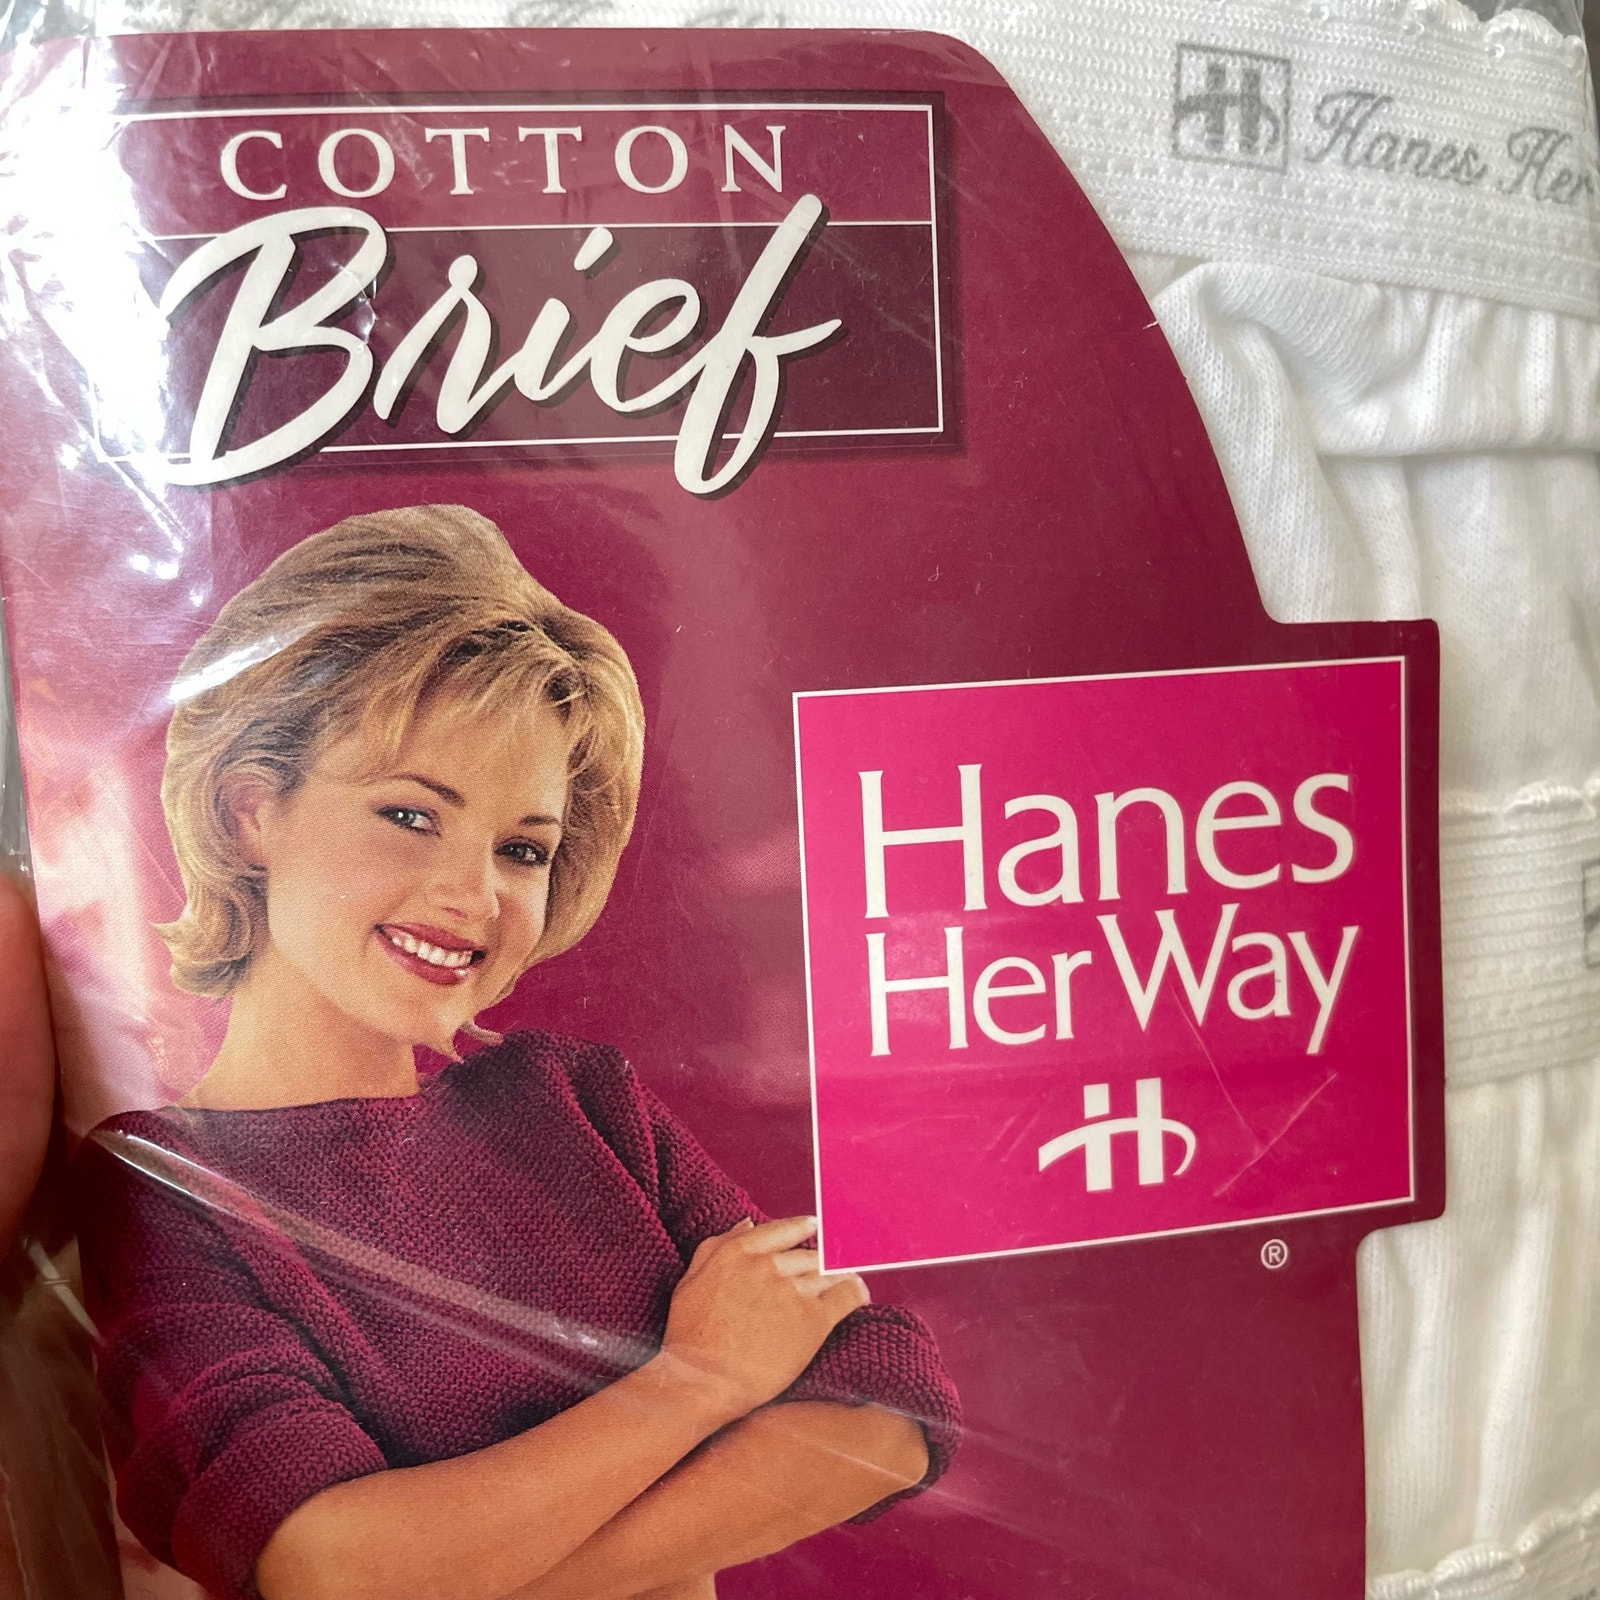 COTTON
Brief
Hanes Her
Hanes
Her Way
®